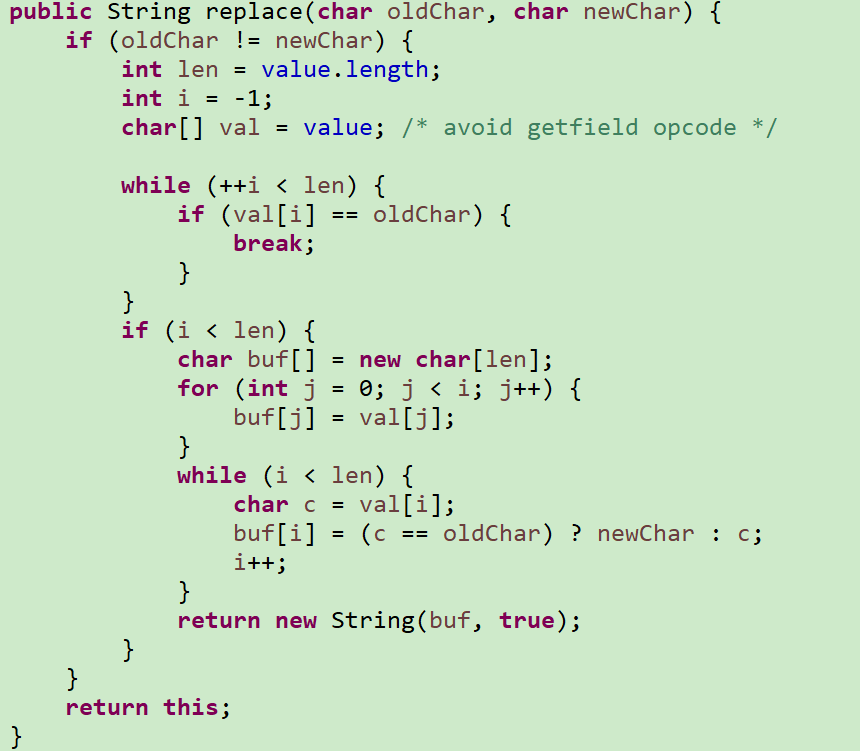 public String replace(char oldChar, char newChar) {
    if (oldChar != newChar) {
        int len = value.length;
        int i = -1;
        char[] val = value; /* avoid getfield opcode */

        while (++i < len) {
            if (val[i] == oldChar) {
                break;
            }
        }
        if (i < len) {
            char buf[] = new char[len];
            for (int j = 0; j < i; j++) {
                buf[j] = val[j];
            }
            while (i < len) {
                char c = val[i];
                buf[i] = (c == oldChar) ? newChar : c;
                i++;
            }
            return new String(buf, true);
        }
    }
    return this;
}